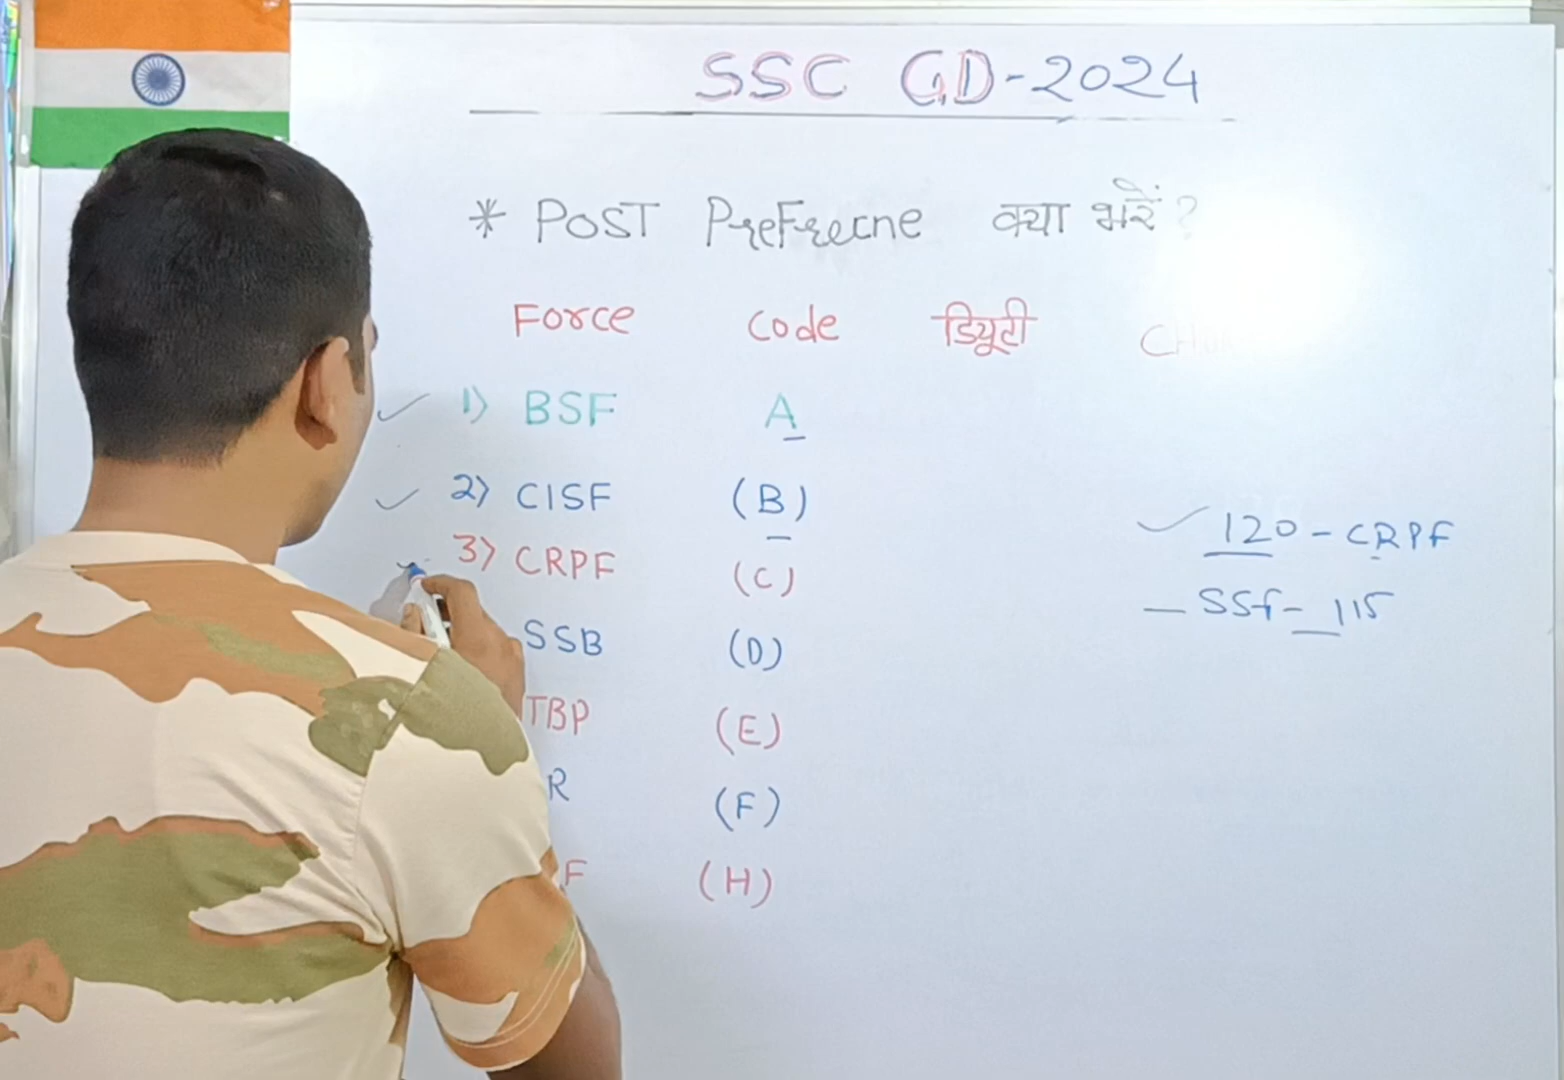 SSC GD-2024
* POST PreFrecne क्या भरें?
Force Code डियूटी
1) BSF A
2) CISF (B)
3) CRPF (C)
SSB (D)
TBP (E)
R (F)
F (H)
120 - CRPF
- SSf - 115